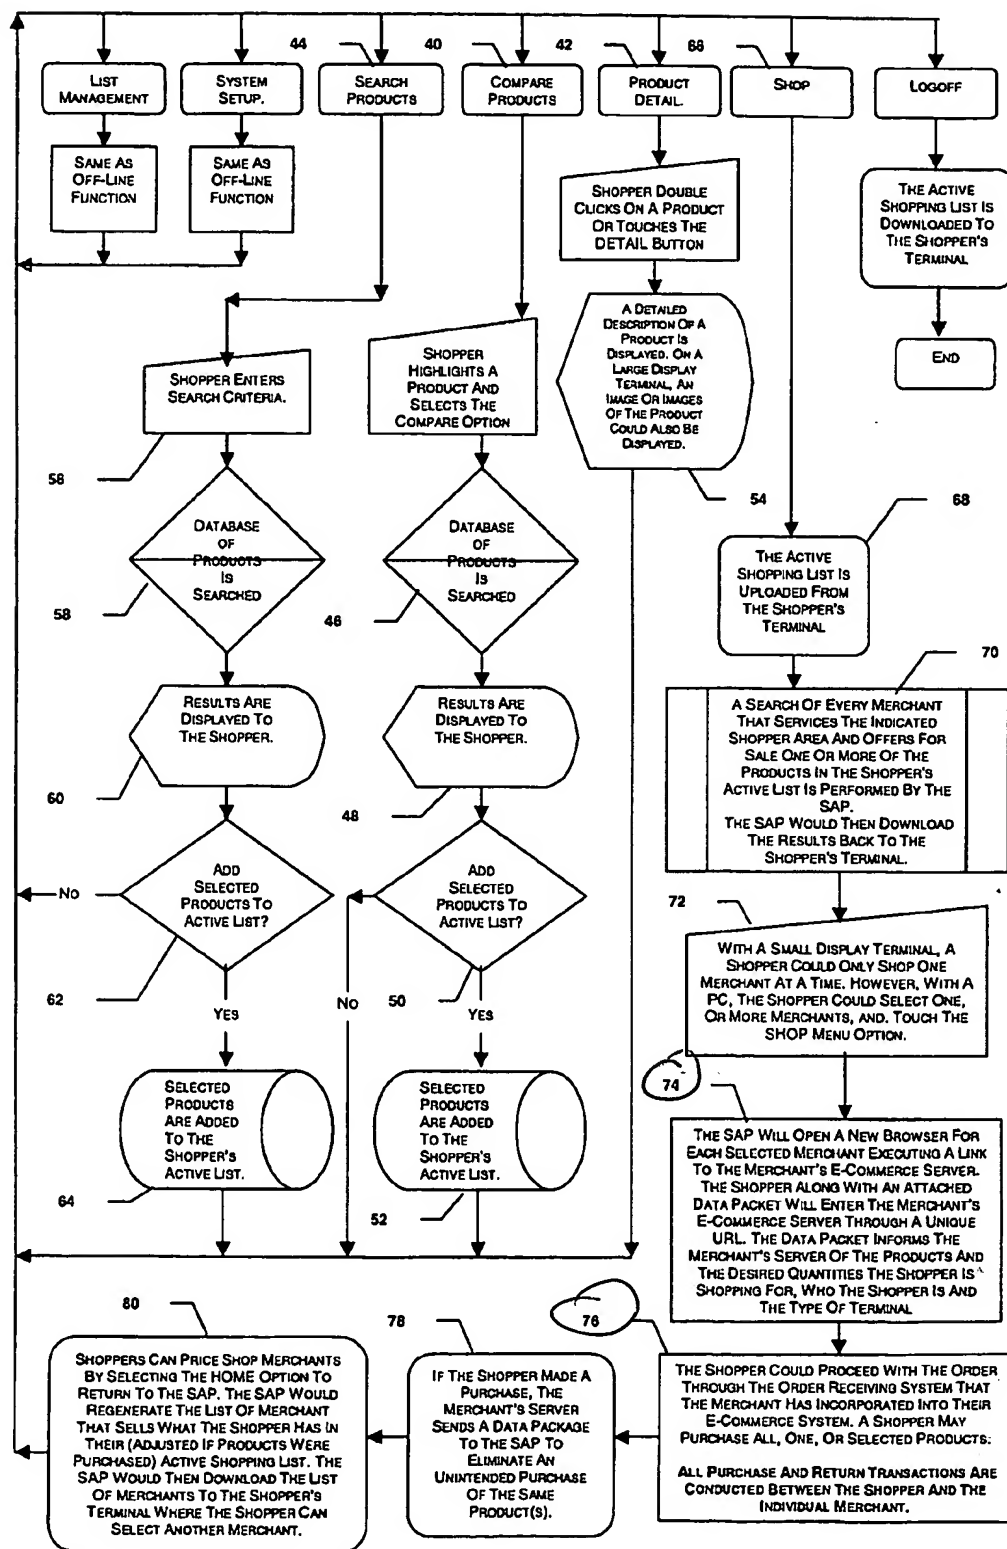 44
40
42
66
LIST
MANAGEMENT
SYSTEM
SETUP.
SEARCH
PRODUCTS
COMPARE
PRODUCTS
PRODUCT
DETAIL.
SHOP
LOGOFF
SAME AS
OFF-LINE
FUNCTION
SAME AS
OFF-LINE
FUNCTION
SHOPPER DOUBLE
CLICKS ON A PRODUCT
OR TOUCHES THE
DETAIL BUTTON
THE ACTIVE
SHOPPING LIST IS
DOWNLOADED TO
THE SHOPPER'S
TERMINAL
A DETAILED
DESCRIPTION OF A
PRODUCT IS
DISPLAYED. ON A
LARGE DISPLAY
TERMINAL, AN
IMAGE OR IMAGES
OF THE PRODUCT
COULD ALSO BE
DISPLAYED.
END
SHOPPER ENTERS
SEARCH CRITERIA.
SHOPPER
HIGHLIGHTS A
PRODUCT AND
SELECTS THE
COMPARE OPTION
58
54
68
DATABASE
OF
PRODUCTS
IS
SEARCHED
DATABASE
OF
PRODUCTS
IS
SEARCHED
58
46
THE ACTIVE
SHOPPING LIST IS
UPLOADED FROM
THE SHOPPER'S
TERMINAL
70
RESULTS ARE
DISPLAYED TO
THE SHOPPER.
RESULTS ARE
DISPLAYED TO
THE SHOPPER.
60
48
A SEARCH OF EVERY MERCHANT
THAT SERVICES THE INDICATED
SHOPPER AREA AND OFFERS FOR
SALE ONE OR MORE OF THE
PRODUCTS IN THE SHOPPER'S
ACTIVE LIST IS PERFORMED BY THE
SAP.
THE SAP WOULD THEN DOWNLOAD
THE RESULTS BACK TO THE
SHOPPER'S TERMINAL.
NO
ADD
SELECTED
PRODUCTS TO
ACTIVE LIST?
ADD
SELECTED
PRODUCTS TO
ACTIVE LIST?
72
62
YES
NO
50
YES
WITH A SMALL DISPLAY TERMINAL, A
SHOPPER COULD ONLY SHOP ONE
MERCHANT AT A TIME. HOWEVER, WITH A
PC, THE SHOPPER COULD SELECT ONE,
OR MORE MERCHANTS, AND. TOUCH THE
SHOP MENU OPTION.
74
SELECTED
PRODUCTS
ARE ADDED
TO THE
SHOPPER'S
ACTIVE LIST.
SELECTED
PRODUCTS
ARE ADDED
TO THE
SHOPPER'S
ACTIVE LIST.
64
52
THE SAP WILL OPEN A NEW BROWSER FOR
EACH SELECTED MERCHANT EXECUTING A LINK
TO THE MERCHANT'S E-COMMERCE SERVER.
THE SHOPPER ALONG WITH AN ATTACHED
DATA PACKET WILL ENTER THE MERCHANT'S
E-COMMERCE SERVER THROUGH A UNIQUE
URL. THE DATA PACKET INFORMS THE
MERCHANT'S SERVER OF THE PRODUCTS AND
THE DESIRED QUANTITIES THE SHOPPER IS
SHOPPING FOR, WHO THE SHOPPER IS AND
THE TYPE OF TERMINAL
80
78
76
SHOPPERS CAN PRICE SHOP MERCHANTS
BY SELECTING THE HOME OPTION TO
RETURN TO THE SAP. THE SAP WOULD
REGENERATE THE LIST OF MERCHANT
THAT SELLS WHAT THE SHOPPER HAS IN
THEIR (ADJUSTED IF PRODUCTS WERE
PURCHASED) ACTIVE SHOPPING LIST. THE
SAP WOULD THEN DOWNLOAD THE LIST
OF MERCHANTS TO THE SHOPPER'S
TERMINAL WHERE THE SHOPPER CAN
SELECT ANOTHER MERCHANT.
IF THE SHOPPER MADE A
PURCHASE, THE
MERCHANT'S SERVER
SENDS A DATA PACKAGE
TO THE SAP TO
ELIMINATE AN
UNINTENDED PURCHASE
OF THE SAME
PRODUCT(S).
THE SHOPPER COULD PROCEED WITH THE ORDER
THROUGH THE ORDER RECEIVING SYSTEM THAT
THE MERCHANT HAS INCORPORATED INTO THEIR
E-COMMERCE SYSTEM. A SHOPPER MAY
PURCHASE ALL, ONE, OR SELECTED PRODUCTS.
ALL PURCHASE AND RETURN TRANSACTIONS ARE
CONDUCTED BETWEEN THE SHOPPER AND THE
INDIVIDUAL MERCHANT.